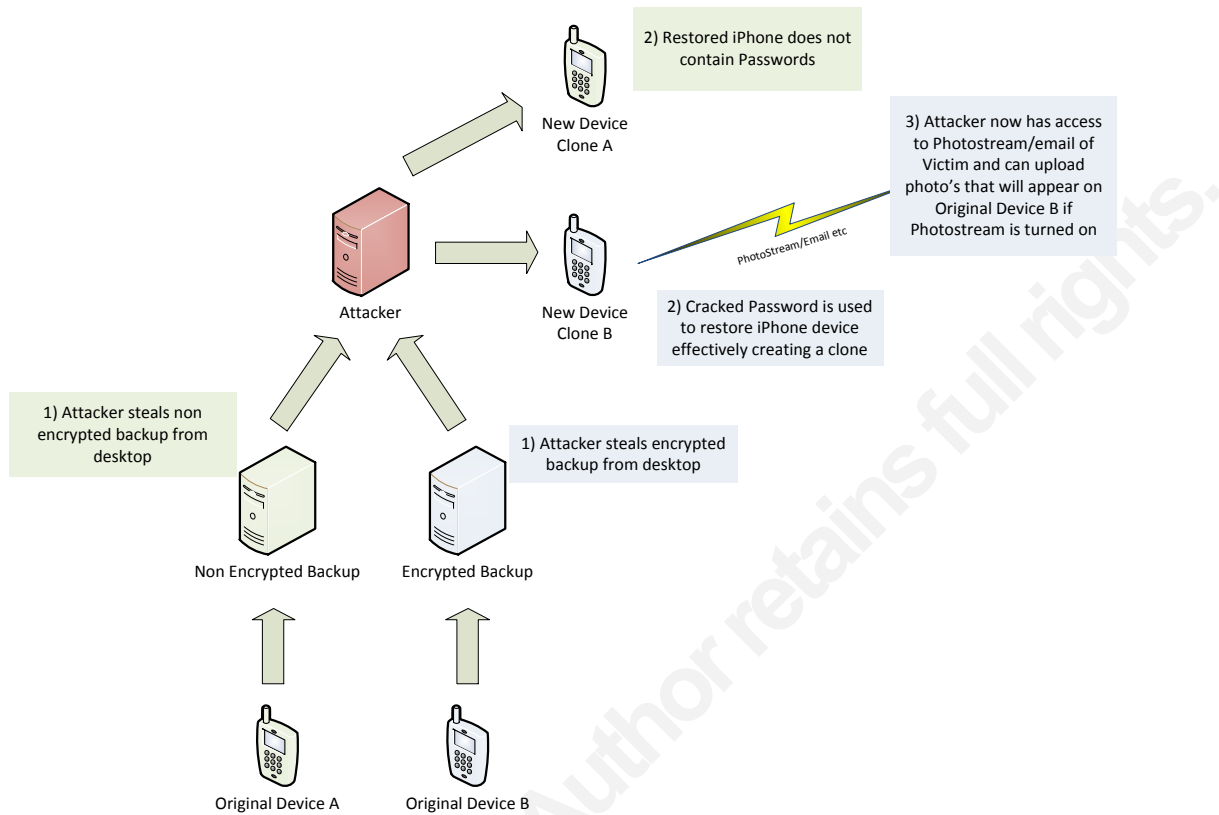 2) Restored iPhone does not
contain Passwords
New Device
Clone A
3) Attacker now has access
to Photostream/email of
Victim and can upload
photo's that will appear on
Original Device B if
Photostream is turned on
PhotoStream/Email etc
Attacker
New Device
Clone B
2) Cracked Password is used
to restore iPhone device
effectively creating a clone
1) Attacker steals non
encrypted backup from
desktop
1) Attacker steals encrypted
backup from desktop
Non Encrypted Backup
Encrypted Backup
Original Device A
Original Device B
Author retains full rights.